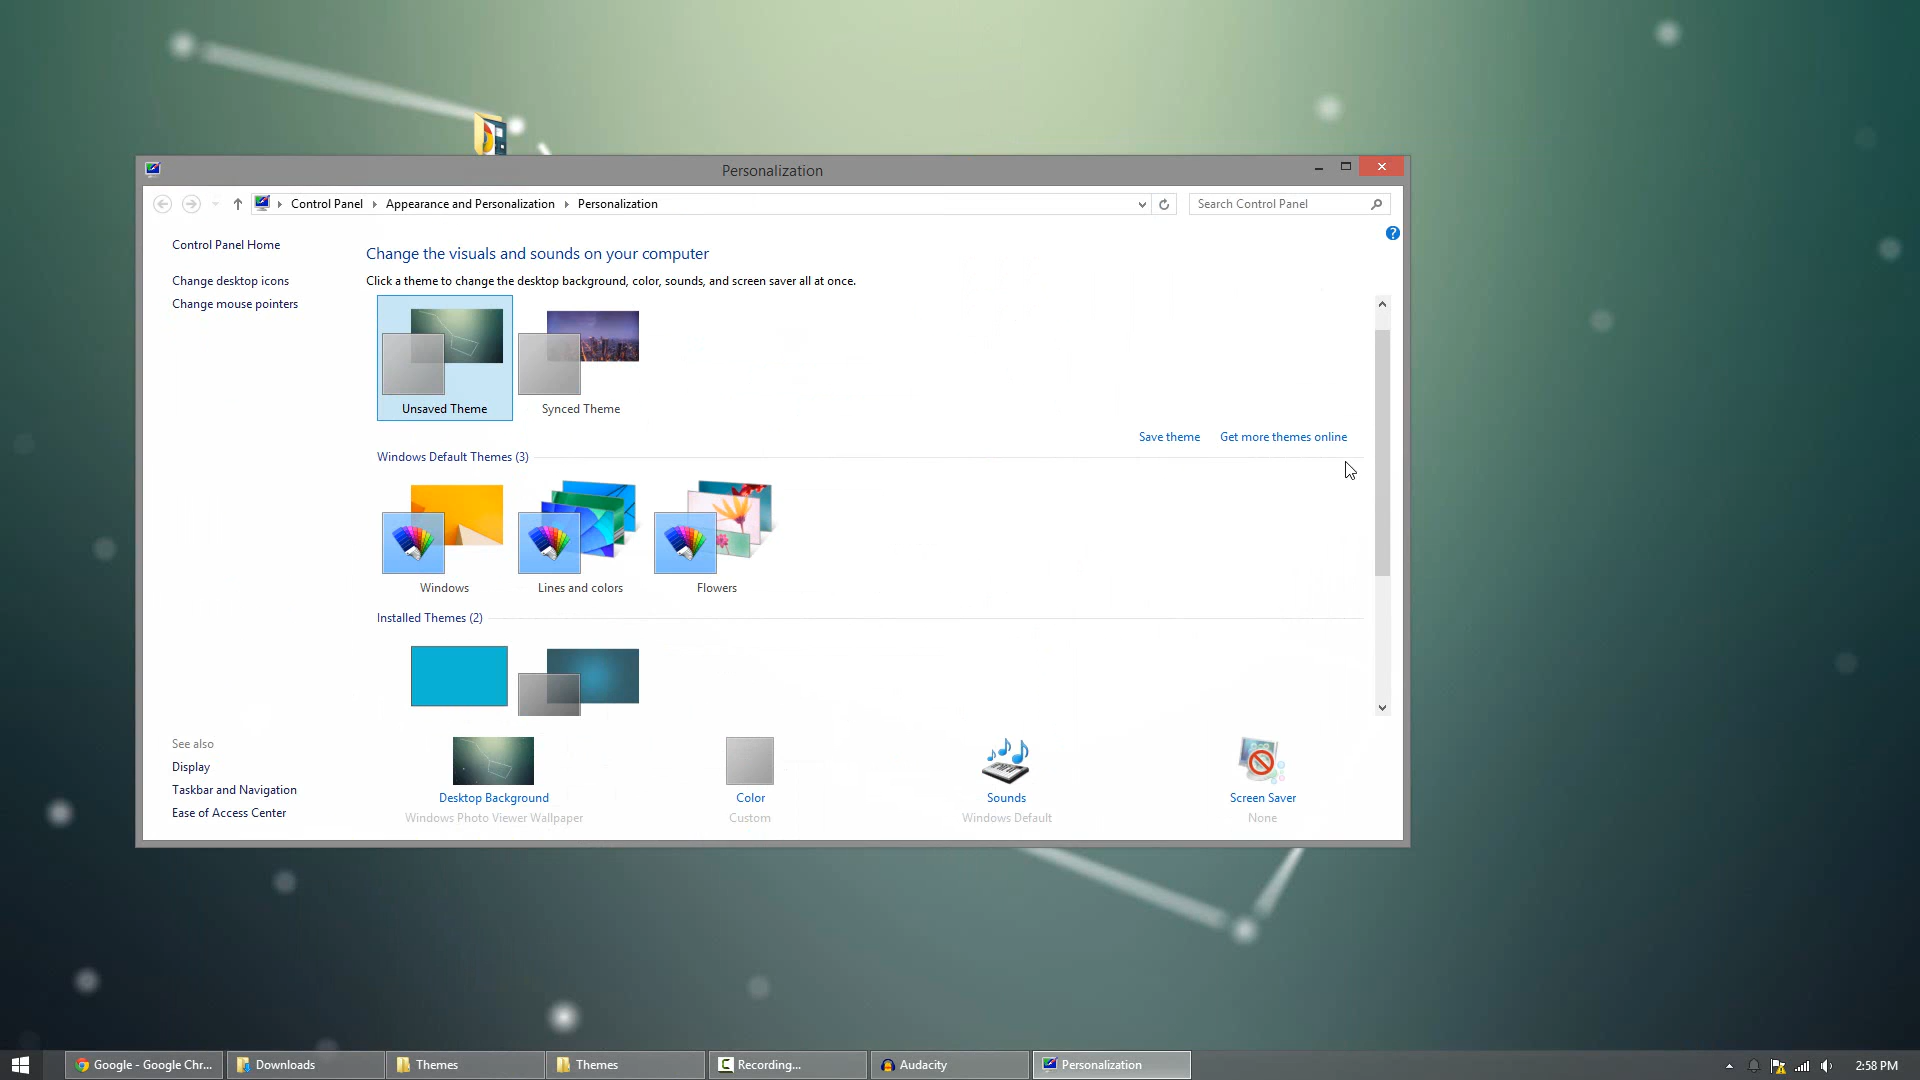 Personalization
Control Panel
Appearance and Personalization
Personalization
Search Control Panel
?
Control Panel Home
Change desktop icons
Change mouse pointers
Change the visuals and sounds on your computer
Click a theme to change the desktop background, color, sounds, and screen saver all at once.
Unsaved Theme
Synced Theme
Save theme
Get more themes online
Windows Default Themes (3)
Windows
Lines and colors
Flowers
Installed Themes (2)
See also
Display
Taskbar and Navigation
Ease of Access Center
Desktop Background
Windows Photo Viewer Wallpaper
Color
Custom
Sounds
Windows Default
Screen Saver
None
Google - Google Chr...
Downloads
Themes
Themes
Recording...
Audacity
Personalization
2:58 PM